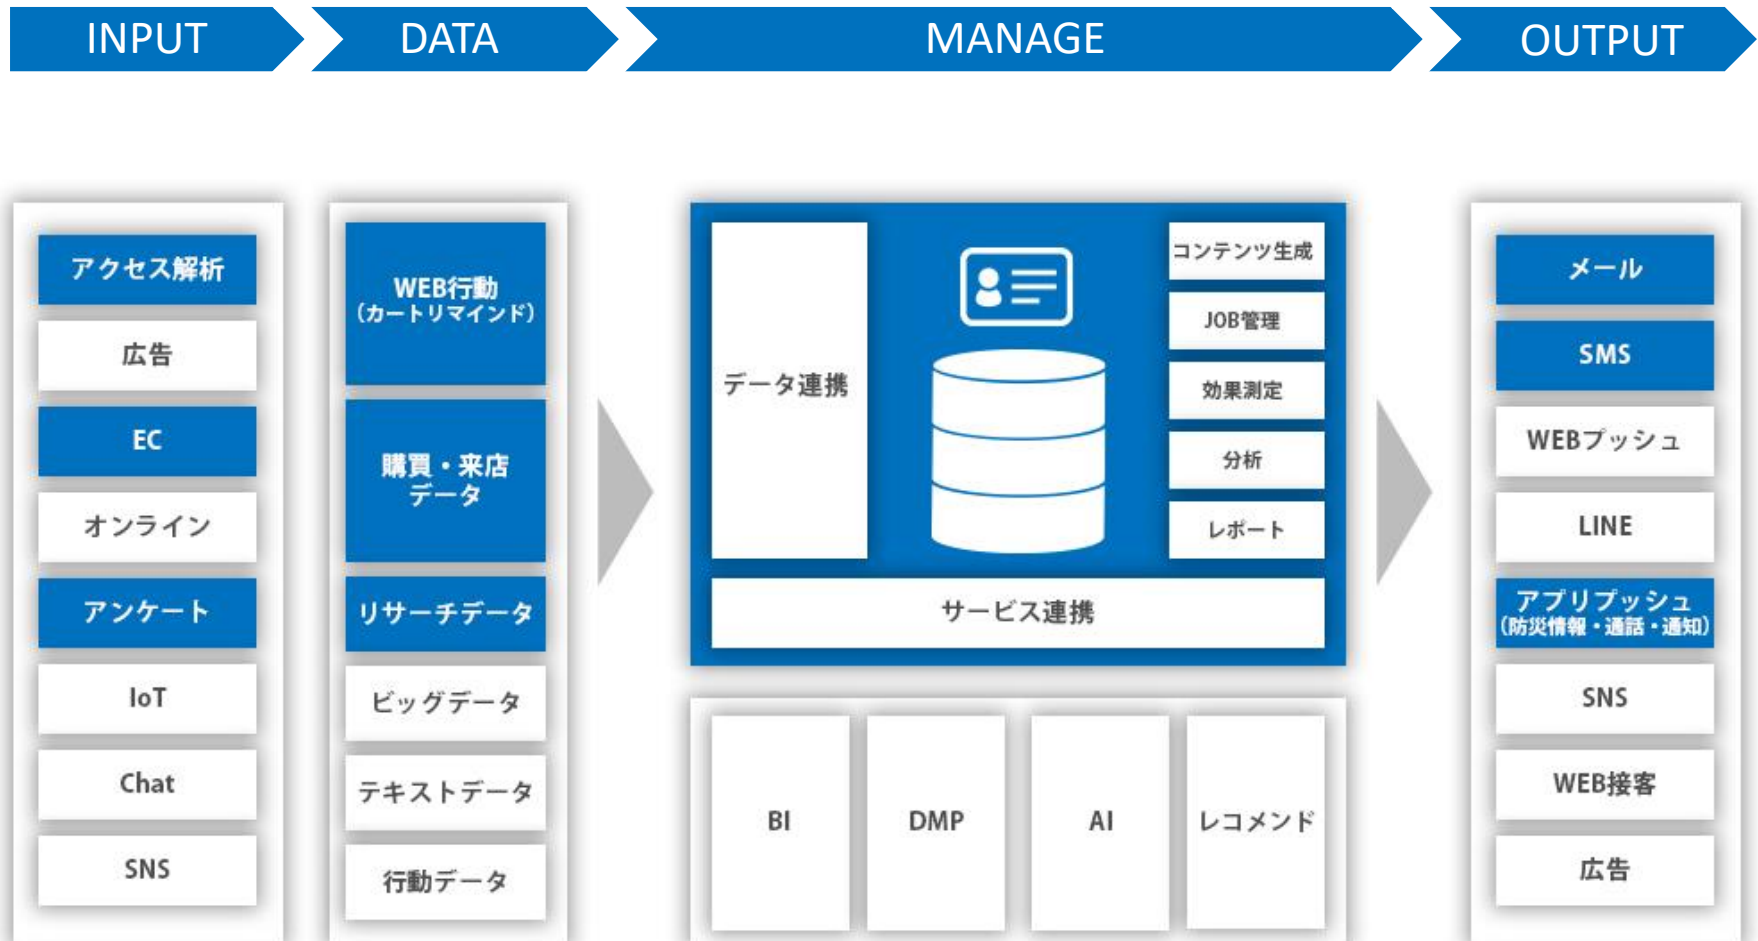 INPUT
DATA
MANAGE
OUTPUT
アクセス解析
広告
EC
オンライン
アンケート
IoT
Chat
SNS
WEB行動
(カートリマインド)
購買・来店
データ
リサーチデータ
ビッグデータ
テキストデータ
行動データ
データ連携
コンテンツ生成
JOB管理
効果測定
分析
レポート
サービス連携
BI
DMP
AI
レコメンド
メール
SMS
WEBプッシュ
LINE
アプリプッシュ
(防災情報・通話・通知)
SNS
WEB接客
広告